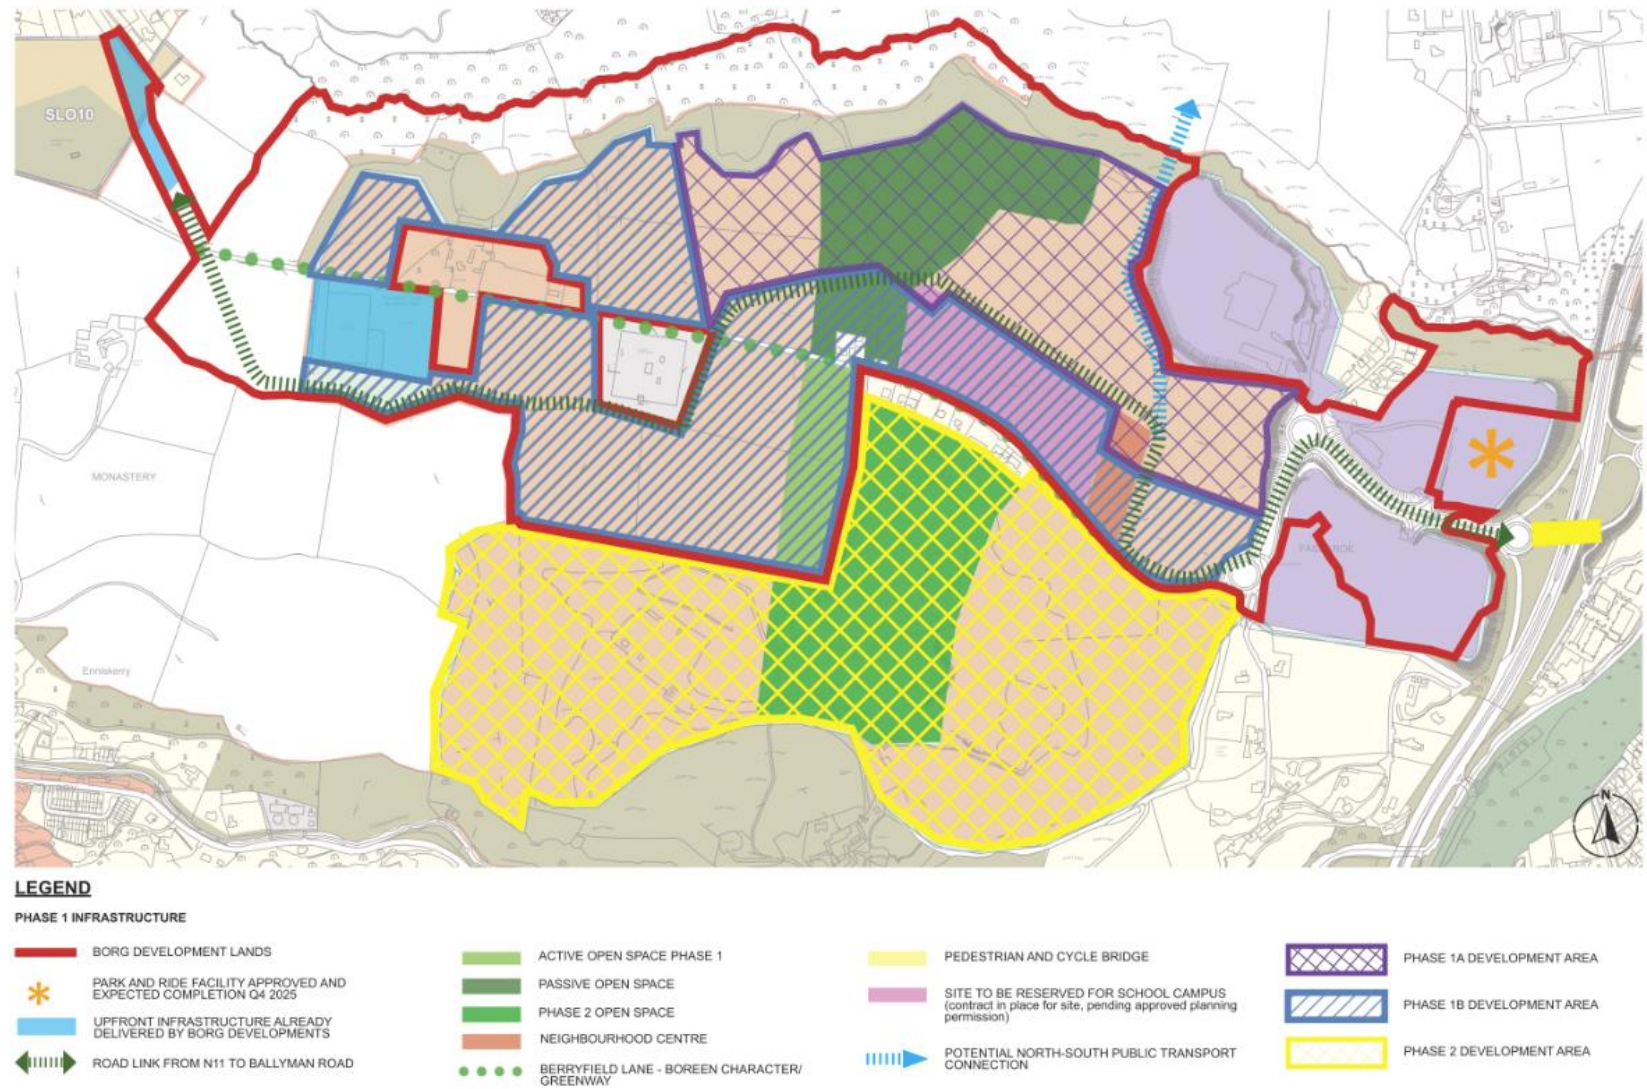 SLO10
MONASTERY
Enniskerry
N
LEGEND
PHASE 1 INFRASTRUCTURE
BORG DEVELOPMENT LANDS
PARK AND RIDE FACILITY APPROVED AND
EXPECTED COMPLETION Q4 2025
UPFRONT INFRASTRUCTURE ALREADY
DELIVERED BY BORG DEVELOPMENTS
ROAD LINK FROM N11 TO BALLYMAN ROAD
ACTIVE OPEN SPACE PHASE 1
PASSIVE OPEN SPACE
PHASE 2 OPEN SPACE
NEIGHBOURHOOD CENTRE
BERRYFIELD LANE - BOREEN CHARACTER/
GREENWAY
PEDESTRIAN AND CYCLE BRIDGE
SITE TO BE RESERVED FOR SCHOOL CAMPUS
(contract in place for site, pending approved planning
permission)
POTENTIAL NORTH-SOUTH PUBLIC TRANSPORT
CONNECTION
PHASE 1A DEVELOPMENT AREA
PHASE 1B DEVELOPMENT AREA
PHASE 2 DEVELOPMENT AREA